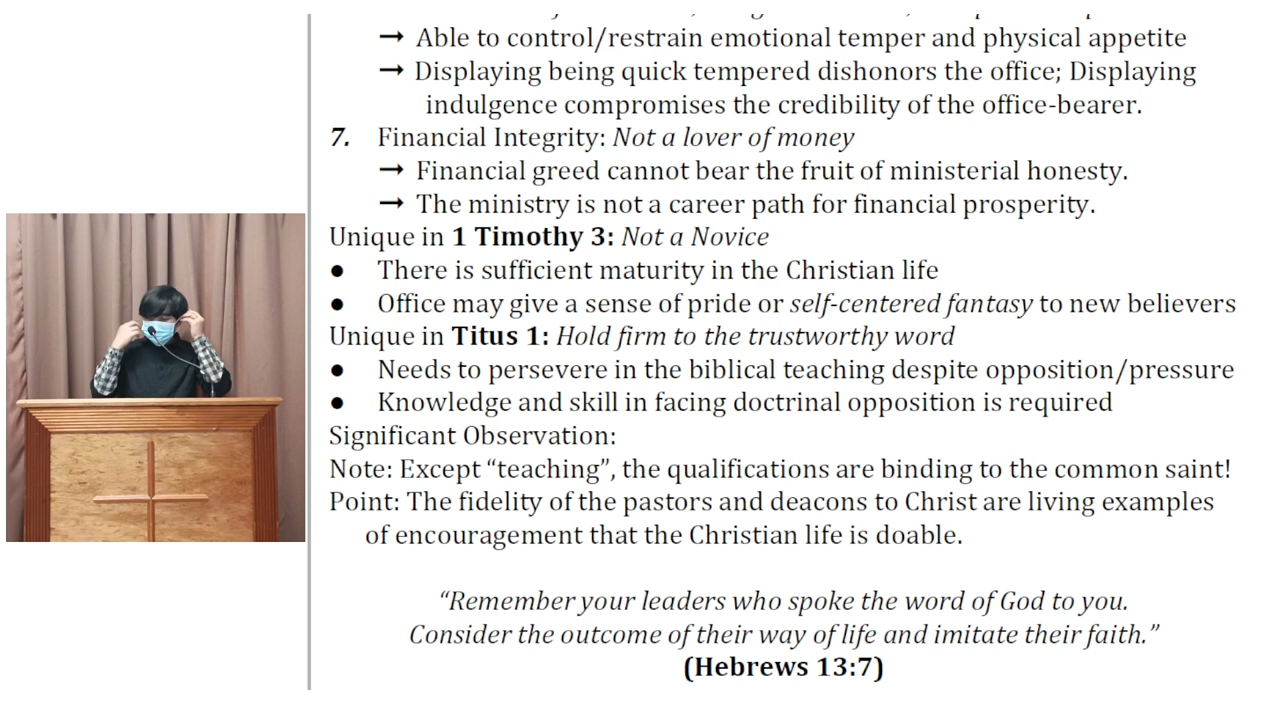 → Able to control/restrain emotional temper and physical appetite
→ Displaying being quick tempered dishonors the office; Displaying
indulgence compromises the credibility of the office-bearer.
7. Financial Integrity: Not a lover of money
→ Financial greed cannot bear the fruit of ministerial honesty.
→ The ministry is not a career path for financial prosperity.
Unique in 1 Timothy 3: Not a Novice
● There is sufficient maturity in the Christian life
● Office may give a sense of pride or self-centered fantasy to new believers
Unique in Titus 1: Hold firm to the trustworthy word
● Needs to persevere in the biblical teaching despite opposition/pressure
● Knowledge and skill in facing doctrinal opposition is required
Significant Observation:
Note: Except “teaching”, the qualifications are binding to the common saint!
Point: The fidelity of the pastors and deacons to Christ are living examples
of encouragement that the Christian life is doable.
“Remember your leaders who spoke the word of God to you.
Consider the outcome of their way of life and imitate their faith.”
(Hebrews 13:7)